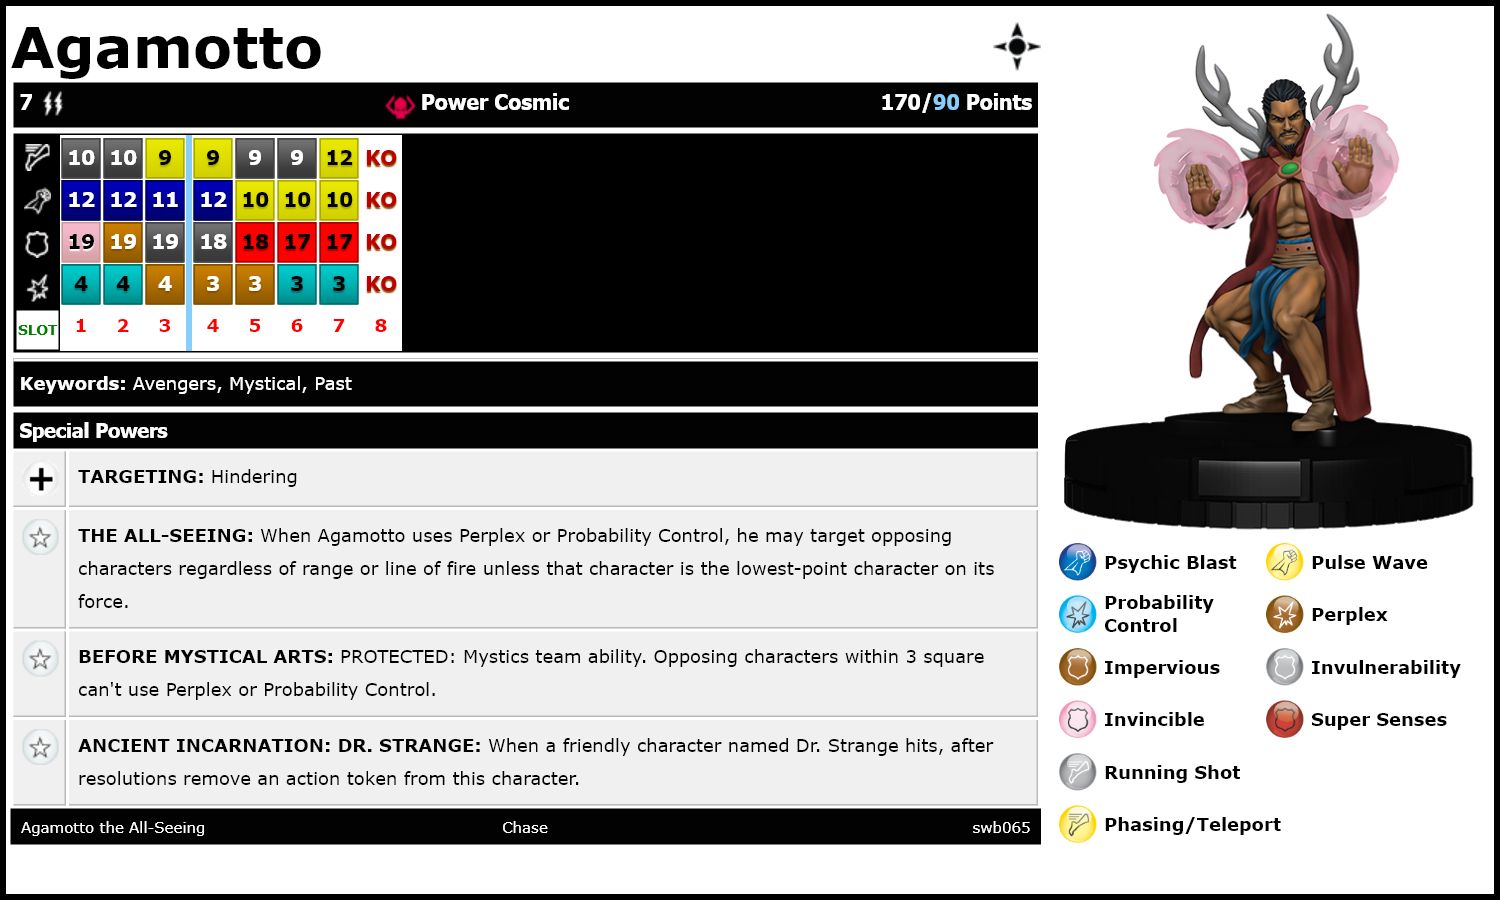 Agamotto
7 Power Cosmic 170/90 Points
10 10 9 9 9 9 12 KO
12 12 11 12 10 10 10 KO
19 19 19 18 18 17 17 KO
4 4 4 3 3 3 3 KO
SLOT 1 2 3 4 5 6 7 8
Keywords: Avengers, Mystical, Past
Special Powers
TARGETING: Hindering
THE ALL-SEEING: When Agamotto uses Perplex or Probability Control, he may target opposing
characters regardless of range or line of fire unless that character is the lowest-point character on its
force.
BEFORE MYSTICAL ARTS: PROTECTED: Mystics team ability. Opposing characters within 3 square
can't use Perplex or Probability Control.
ANCIENT INCARNATION: DR. STRANGE: When a friendly character named Dr. Strange hits, after
resolutions remove an action token from this character.
Agamotto the All-Seeing Chase swb065
Psychic Blast Pulse Wave
Probability
Control
Perplex
Impervious Invulnerability
Invincible Super Senses
Running Shot
Phasing/Teleport